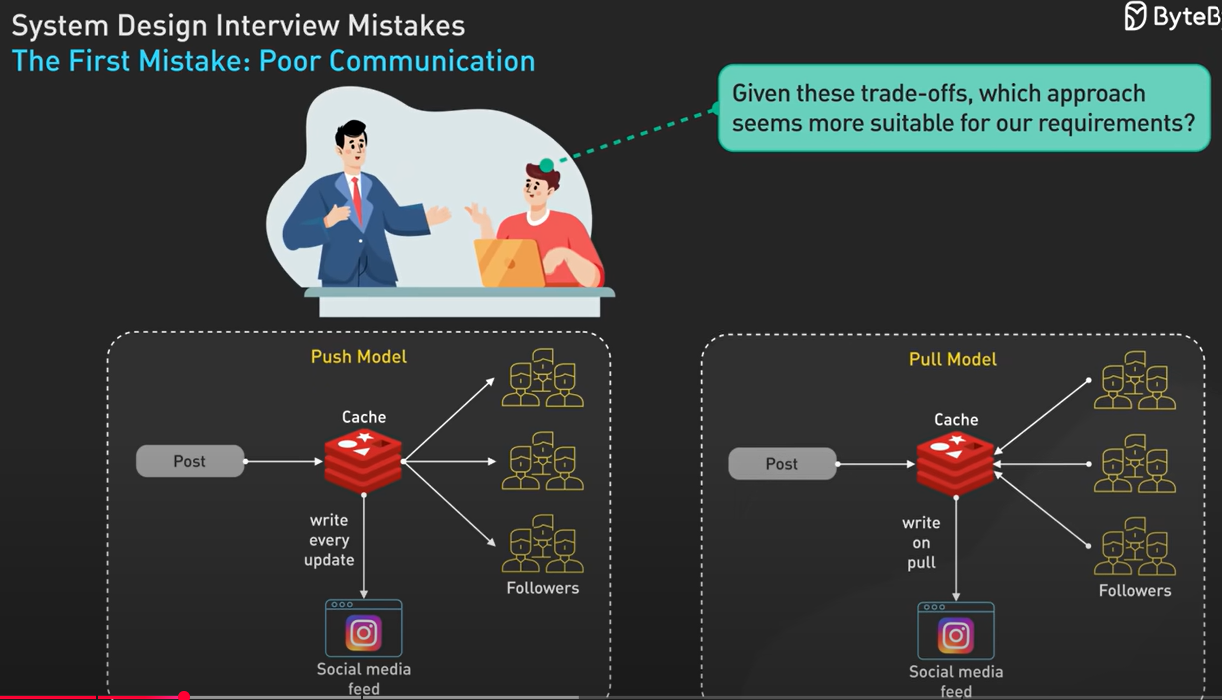 System Design Interview Mistakes
ByteB
The First Mistake: Poor Communication
Given these trade-offs, which approach
seems more suitable for our requirements?
Push Model
Cache
Post
write
every
update
Followers
Social media
feed
Pull Model
Cache
Post
write
on
pull
Followers
Social media
feed